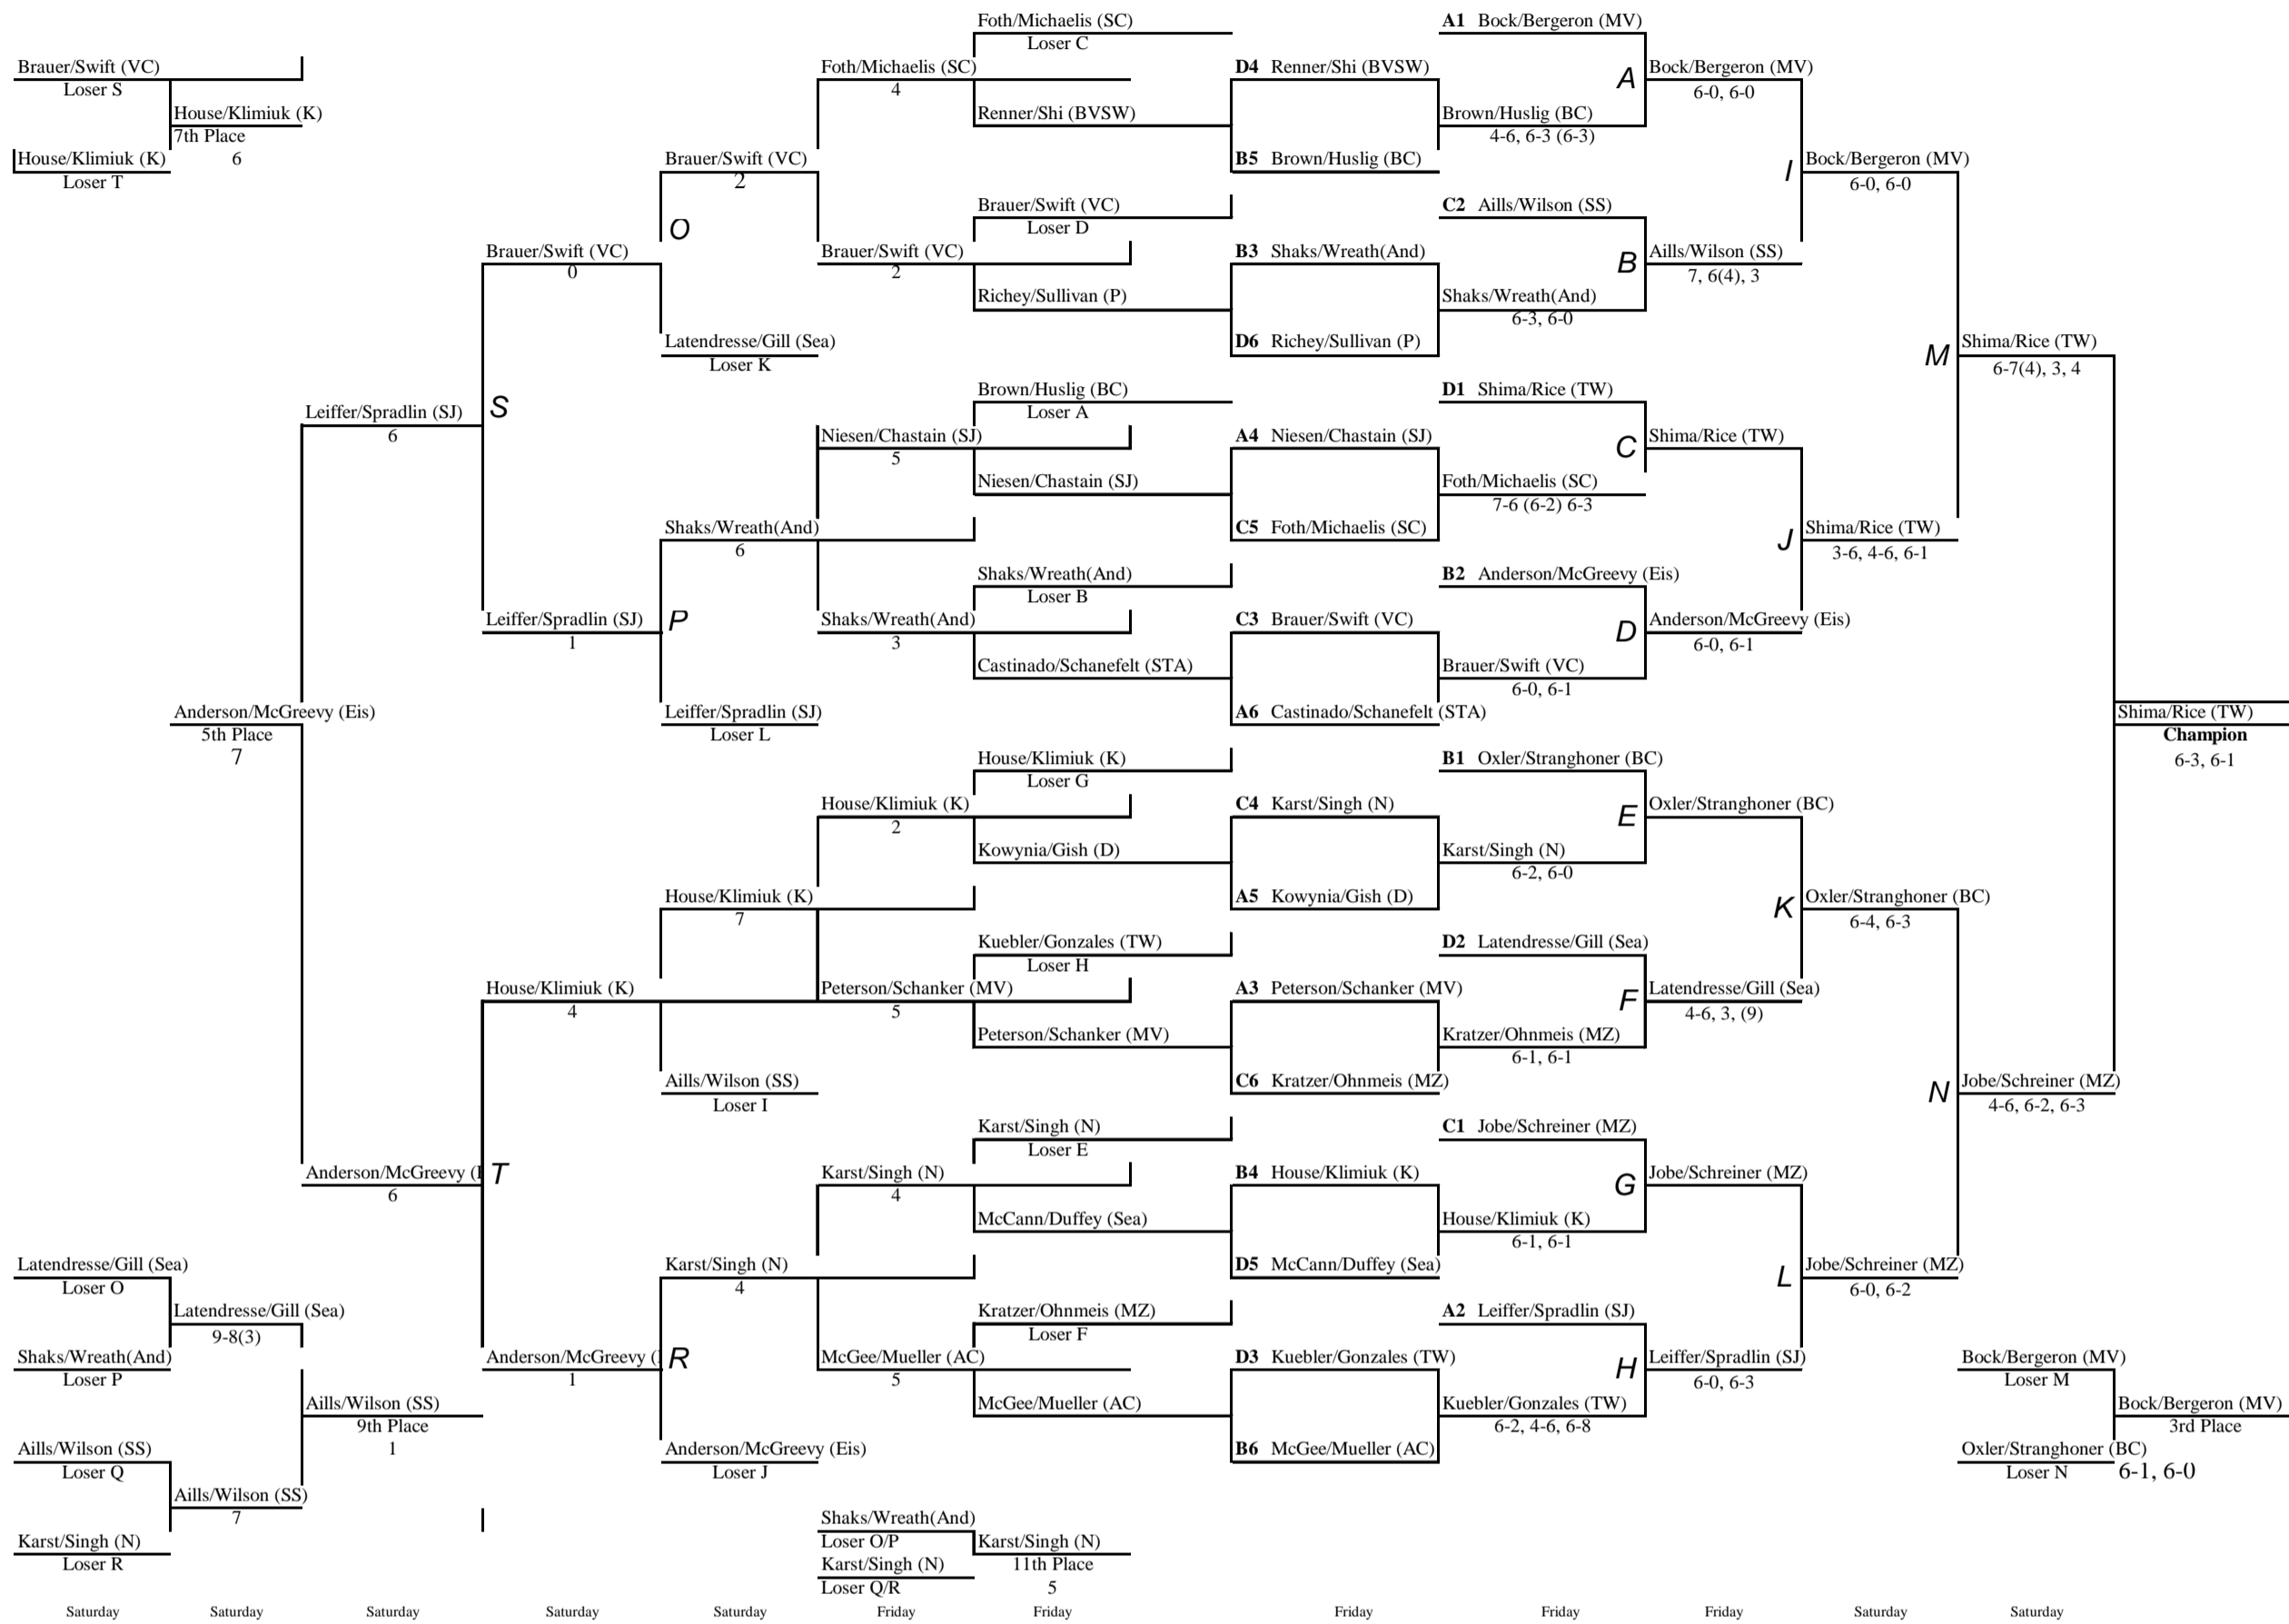 Foth/Michaelis (SC)
A1 Bock/Bergeron (MV)
Loser C
Brauer/Swift (VC)
Foth/Michaelis (SC)
D4 Renner/Shi (BVSW)
A
Bock/Bergeron (MV)
Loser S
4
6-0, 6-0
House/Klimiuk (K)
Renner/Shi (BVSW)
Brown/Huslig (BC)
7th Place
4-6, 6-3 (6-3)
House/Klimiuk (K)
6
Brauer/Swift (VC)
B5 Brown/Huslig (BC)
I
Bock/Bergeron (MV)
Loser T
2
6-0, 6-0
Brauer/Swift (VC)
C2 Aills/Wilson (SS)
O
Loser D
Brauer/Swift (VC)
Brauer/Swift (VC)
B3 Shaks/Wreath(And)
B
Aills/Wilson (SS)
0
2
7, 6(4), 3
Richey/Sullivan (P)
Shaks/Wreath(And)
6-3, 6-0
Latendresse/Gill (Sea)
D6 Richey/Sullivan (P)
M
Shima/Rice (TW)
Loser K
6-7(4), 3, 4
Brown/Huslig (BC)
D1 Shima/Rice (TW)
Leiffer/Spradlin (SJ)
S
Loser A
6
Niesen/Chastain (SJ)
A4 Niesen/Chastain (SJ)
C
Shima/Rice (TW)
5
Niesen/Chastain (SJ)
Foth/Michaelis (SC)
7-6 (6-2) 6-3
Shaks/Wreath(And)
C5 Foth/Michaelis (SC)
J
Shima/Rice (TW)
6
3-6, 4-6, 6-1
Shaks/Wreath(And)
B2 Anderson/McGreevy (Eis)
Loser B
Leiffer/Spradlin (SJ)
P
Shaks/Wreath(And)
C3 Brauer/Swift (VC)
D
Anderson/McGreevy (Eis)
1
3
6-0, 6-1
Castinado/Schanefelt (STA)
Brauer/Swift (VC)
6-0, 6-1
Anderson/McGreevy (Eis)
Leiffer/Spradlin (SJ)
A6 Castinado/Schanefelt (STA)
Shima/Rice (TW)
5th Place
Loser L
Champion
7
House/Klimiuk (K)
B1 Oxler/Stranghoner (BC)
6-3, 6-1
Loser G
House/Klimiuk (K)
C4 Karst/Singh (N)
E
Oxler/Stranghoner (BC)
2
Kowynia/Gish (D)
Karst/Singh (N)
6-2, 6-0
House/Klimiuk (K)
A5 Kowynia/Gish (D)
K
Oxler/Stranghoner (BC)
7
6-4, 6-3
Kuebler/Gonzales (TW)
D2 Latendresse/Gill (Sea)
Loser H
House/Klimiuk (K)
Peterson/Schanker (MV)
A3 Peterson/Schanker (MV)
F
Latendresse/Gill (Sea)
4
5
4-6, 3, (9)
Peterson/Schanker (MV)
Kratzer/Ohnmeis (MZ)
6-1, 6-1
Aills/Wilson (SS)
C6 Kratzer/Ohnmeis (MZ)
N
Jobe/Schreiner (MZ)
Loser I
4-6, 6-2, 6-3
Karst/Singh (N)
C1 Jobe/Schreiner (MZ)
Loser E
Anderson/McGreevy (
T
Karst/Singh (N)
B4 House/Klimiuk (K)
G
Jobe/Schreiner (MZ)
6
4
McCann/Duffey (Sea)
House/Klimiuk (K)
6-1, 6-1
Latendresse/Gill (Sea)
Karst/Singh (N)
D5 McCann/Duffey (Sea)
L
Jobe/Schreiner (MZ)
Loser O
4
6-0, 6-2
Latendresse/Gill (Sea)
Kratzer/Ohnmeis (MZ)
A2 Leiffer/Spradlin (SJ)
9-8(3)
Loser F
Shaks/Wreath(And)
Anderson/McGreevy (
R
McGee/Mueller (AC)
D3 Kuebler/Gonzales (TW)
H
Leiffer/Spradlin (SJ)
Bock/Bergeron (MV)
Loser P
1
5
6-0, 6-3
Loser M
Aills/Wilson (SS)
McGee/Mueller (AC)
Kuebler/Gonzales (TW)
Bock/Bergeron (MV)
9th Place
6-2, 4-6, 6-8
3rd Place
Aills/Wilson (SS)
1
Anderson/McGreevy (Eis)
B6 McGee/Mueller (AC)
Oxler/Stranghoner (BC)
Loser Q
Loser J
Loser N
6-1, 6-0
Aills/Wilson (SS)
7
Shaks/Wreath(And)
Karst/Singh (N)
Loser O/P
Karst/Singh (N)
Loser R
Karst/Singh (N)
11th Place
Loser Q/R
5
Saturday Saturday Saturday Saturday Saturday Friday Friday Friday Friday Friday Saturday Saturday